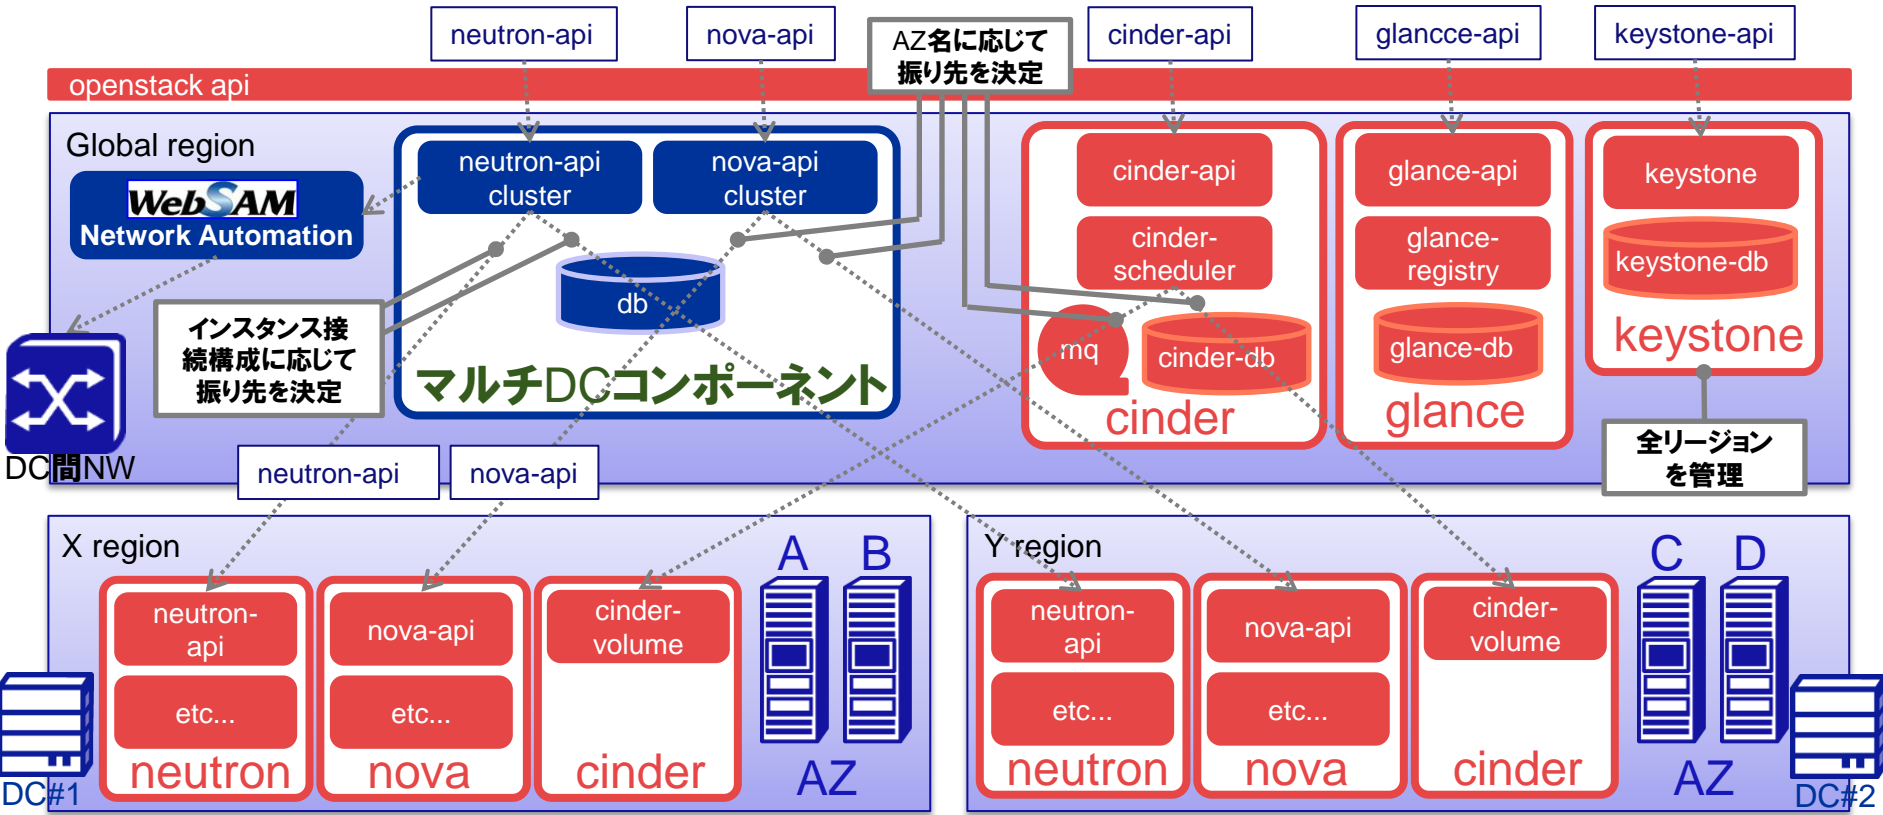 neutron-api
nova-api
AZ名に応じて
振り先を決定
cinder-api
glancce-api
keystone-api
openstack api
Global region
WebSAM
Network Automation
neutron-api
cluster
nova-api
cluster
db
マルチDCコンポーネント
インスタンス接
続構成に応じて
振り先を決定
DC間NW
cinder-api
cinder-
scheduler
mq
cinder-db
cinder
glance-api
glance-
registry
glance-db
glance
keystone
keystone-db
keystone
全リージョン
を管理
neutron-api
nova-api
X region
neutron-
api
etc...
neutron
nova-api
etc...
nova
cinder-
volume
cinder
A
B
AZ
DC#1
Y region
neutron-
api
etc...
neutron
nova-api
etc...
nova
cinder-
volume
cinder
C
D
AZ
DC#2